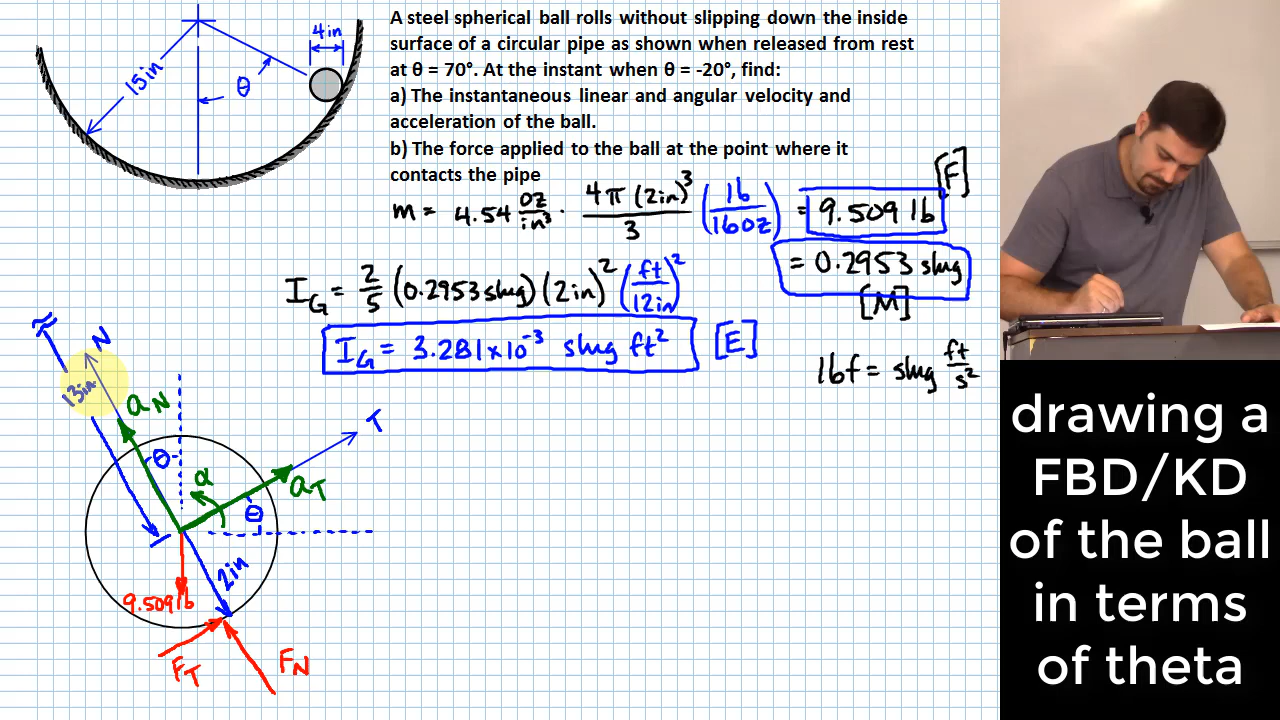 A steel spherical ball rolls without slipping down the inside
surface of a circular pipe as shown when released from rest
at θ = 70°. At the instant when θ = -20°, find:
a) The instantaneous linear and angular velocity and
acceleration of the ball.
b) The force applied to the ball at the point where it
contacts the pipe
4in
15in
θ
m = 4.54 oz/in³ · 4π(2in)³/3 (lb/16oz) = 9.509 lb [F]
= 0.2953 slug
[M]
I_G = 2/5 (0.2953 slug)(2in)² (ft/12in)²
I_G = 3.281x10⁻³ slug ft² [E]
lbf = slug ft/s²
N
13in
a_N
T
θ
α
a_T
θ
2in
9.509 lb
F_T
F_N
drawing a
FBD/KD
of the ball
in terms
of theta